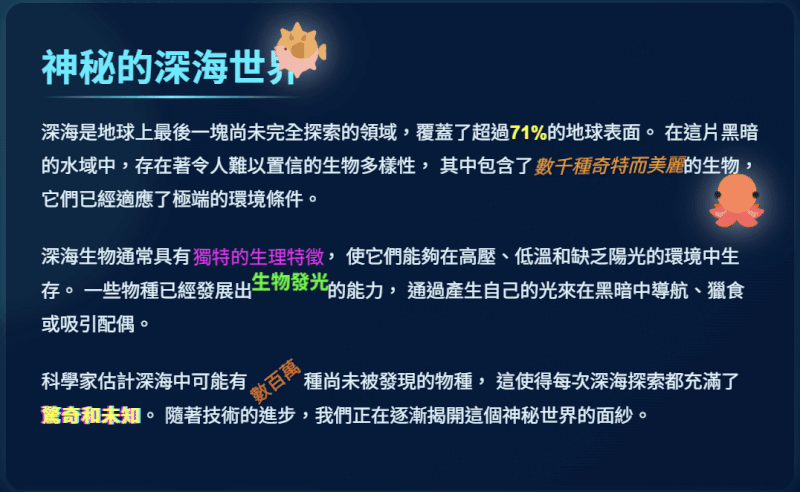 神秘的深海世界
深海是地球上最後一塊尚未完全探索的領域，覆蓋了超過71%的地球表面。 在這片黑暗
的水域中，存在著令人難以置信的生物多樣性， 其中包含了數千種奇特而美麗的生物，
它們已經適應了極端的環境條件。
深海生物通常具有獨特的生理特徵， 使它們能夠在高壓、低溫和缺乏陽光的環境中生
存。 一些物種已經發展出生物發光的能力， 通過產生自己的光來在黑暗中導航、獵食
或吸引配偶。
科學家估計深海中可能有數百萬種尚未被發現的物種， 這使得每次深海探索都充滿了
驚奇和未知。 隨著技術的進步，我們正在逐漸揭開這個神秘世界的面紗。